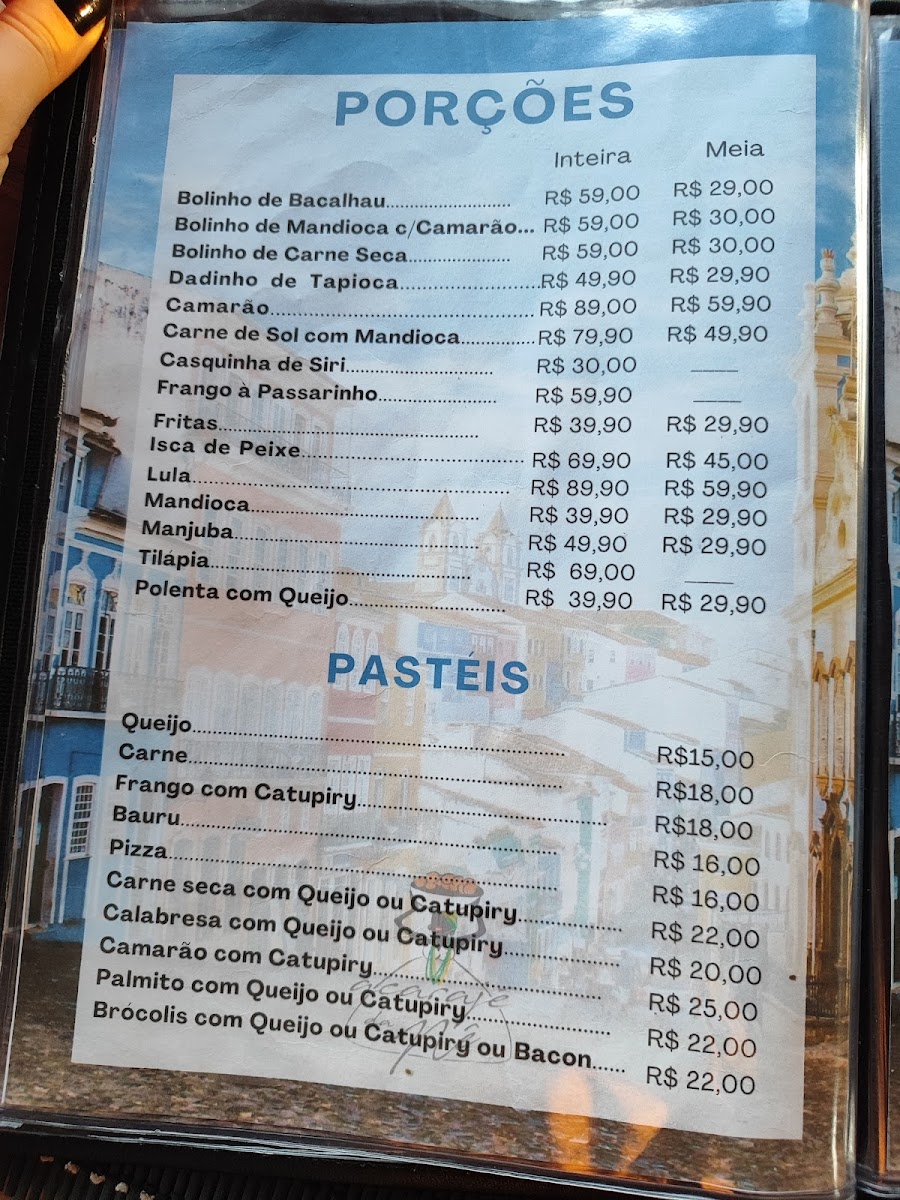 PORÇÕES
Inteira Meia
Bolinho de Bacalhau.................... R$ 59,00 R$ 29,00
Bolinho de Mandioca c/Camarão... R$ 59,00 R$ 30,00
Bolinho de Carne Seca................ R$ 59,00 R$ 30,00
Dadinho de Tapioca.......................R$ 49,90 R$ 29,90
Camarão...........................................R$ 89,00 R$ 59,90
Carne de Sol com Mandioca............R$ 79,90 R$ 49,90
Casquinha de Siri........................ R$ 30,00 ____
Frango à Passarinho................... R$ 59,90 ____
Fritas.......................................... R$ 39,90 R$ 29,90
Isca de Peixe.................................... R$ 69,90 R$ 45,00
Lula................................................... R$ 89,90 R$ 59,90
Mandioca..................................... R$ 39,90 R$ 29,90
Manjuba........................................ R$ 49,90 R$ 29,90
Tilápia.......................................... R$ 69,00 ____
Polenta com Queijo......................... R$ 39,90 R$ 29,90
PASTÉIS
Queijo............................................................ R$15,00
Carne............................................................ R$18,00
Frango com Catupiry........................................ R$18,00
Bauru............................................................ R$ 16,00
Pizza............................................................. R$ 16,00
Carne seca com Queijo ou Catupiry................. R$ 22,00
Calabresa com Queijo ou Catupiry................... R$ 20,00
Camarão com Catupiry..................................... R$ 25,00
Palmito com Queijo ou Catupiry....................... R$ 22,00
Brócolis com Queijo ou Catupiry ou Bacon...... R$ 22,00